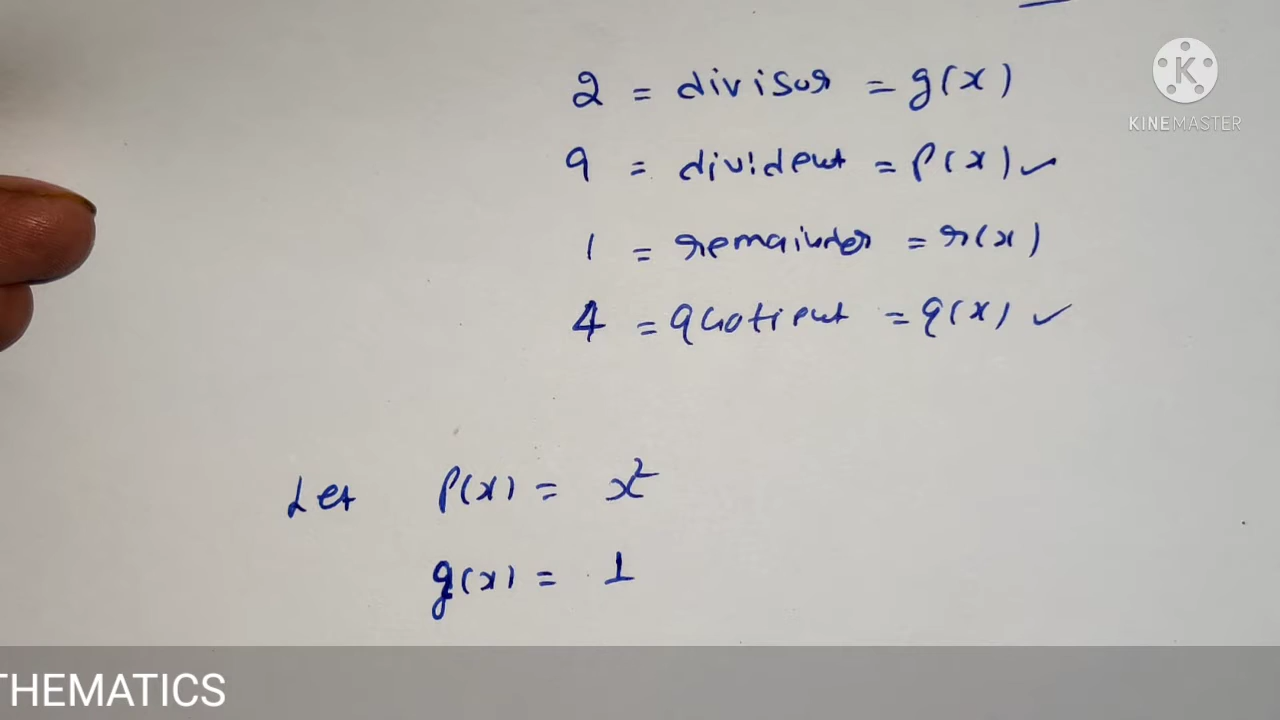 2 = divisor = g(x)
KINEMASTER
9 = divident = p(x) ✓
1 = remainder = r(x)
4 = quotient = q(x) ✓
Let p(x) = x²
g(x) = 1
THEMATICS